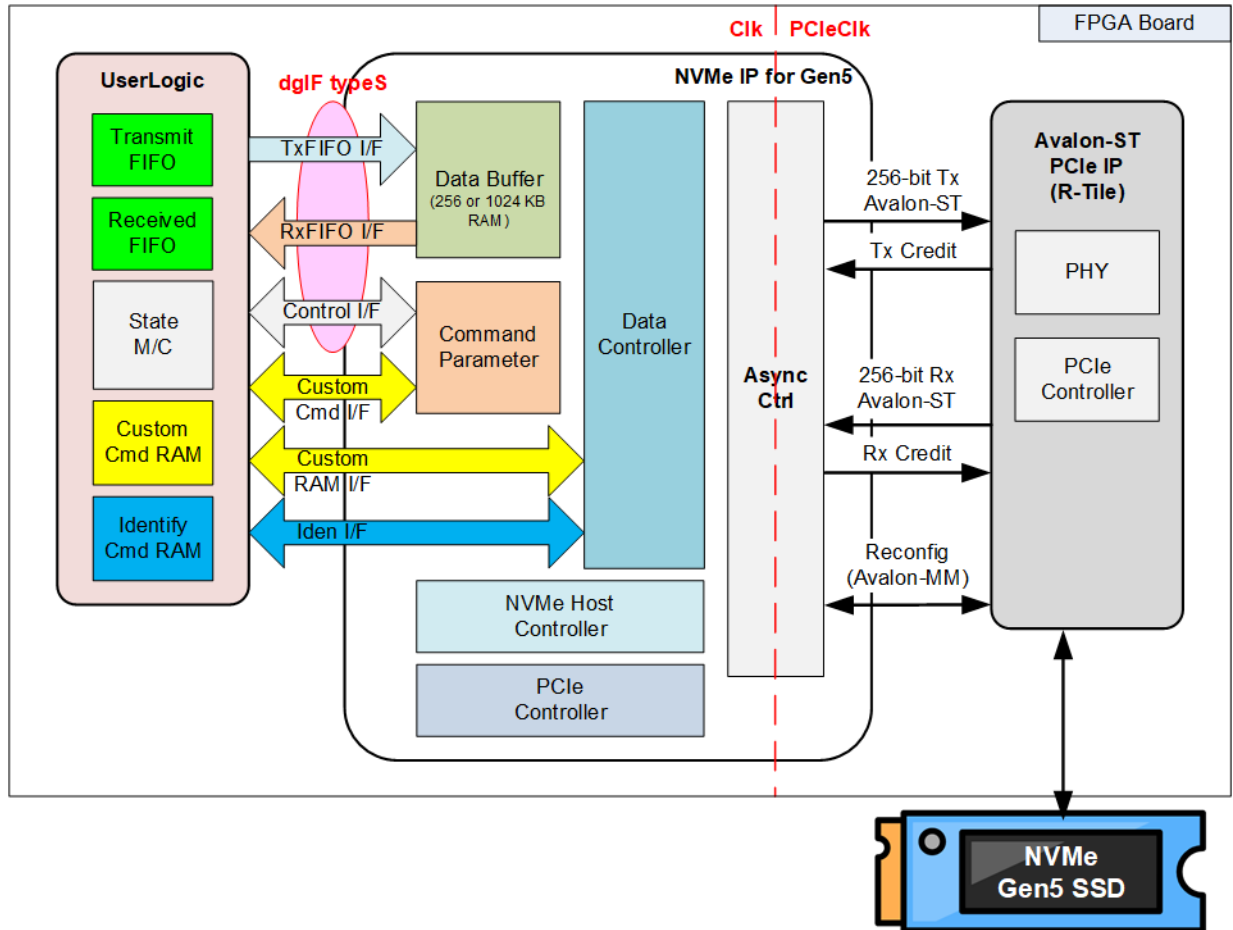 FPGA Board
Clk
PCIeClk
UserLogic
dgIF typeS
NVMe IP for Gen5
Transmit
FIFO
Received
FIFO
State
M/C
Custom
Cmd RAM
Identify
Cmd RAM
TxFIFO I/F
RxFIFO I/F
Control I/F
Custom
Cmd I/F
Custom
RAM I/F
Iden I/F
Data Buffer
(256 or 1024 KB
RAM )
Command
Parameter
Data
Controller
NVMe Host
Controller
PCIe
Controller
Async
Ctrl
256-bit Tx
Avalon-ST
Tx Credit
256-bit Rx
Avalon-ST
Rx Credit
Reconfig
(Avalon-MM)
Avalon-ST
PCIe IP
(R-Tile)
PHY
PCIe
Controller
NVMe
Gen5 SSD